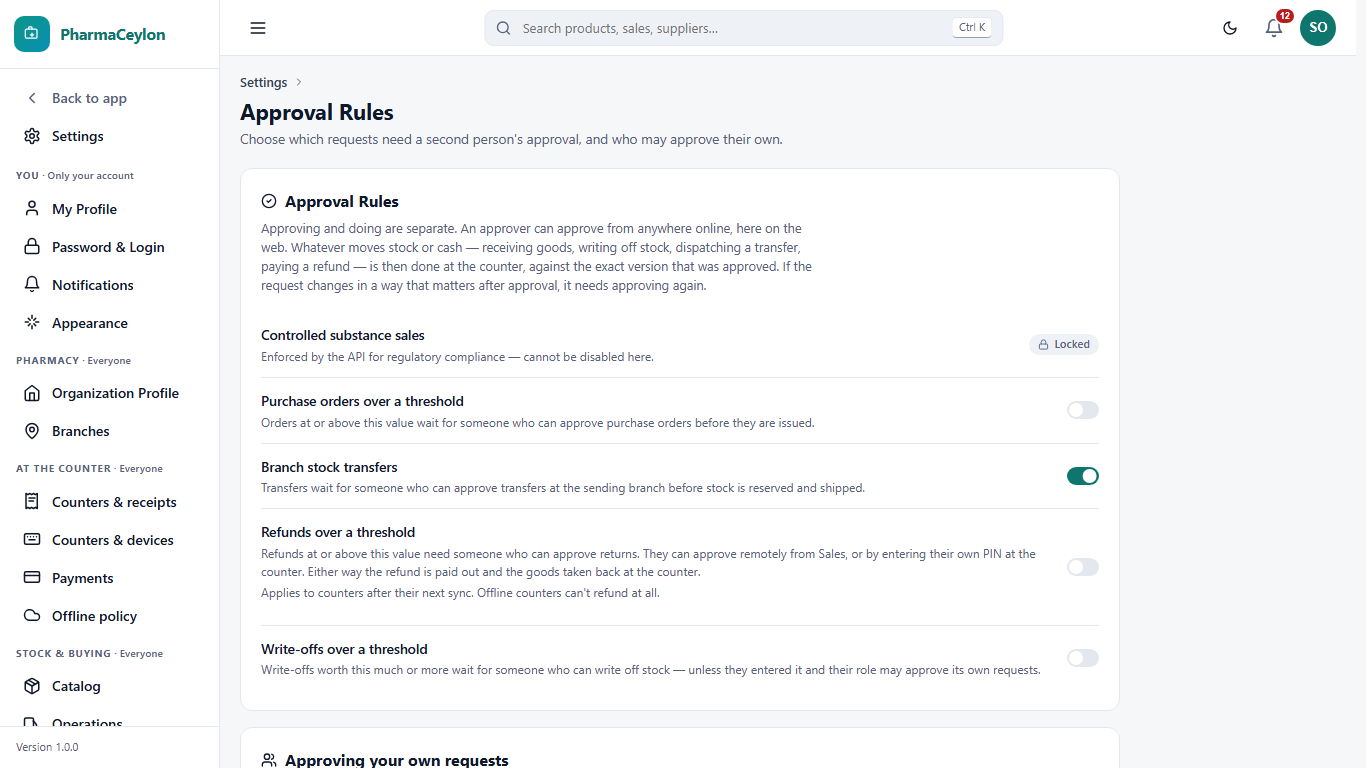 PharmaCeylon
Search products, sales, suppliers...
Ctrl K
12
SO
Back to app
Settings
YOU · Only your account
My Profile
Password & Login
Notifications
Appearance
PHARMACY · Everyone
Organization Profile
Branches
AT THE COUNTER · Everyone
Counters & receipts
Counters & devices
Payments
Offline policy
STOCK & BUYING · Everyone
Catalog
Operations
Version 1.0.0
Settings
Approval Rules
Choose which requests need a second person's approval, and who may approve their own.
Approval Rules
Approving and doing are separate. An approver can approve from anywhere online, here on the
web. Whatever moves stock or cash — receiving goods, writing off stock, dispatching a transfer,
paying a refund — is then done at the counter, against the exact version that was approved. If the
request changes in a way that matters after approval, it needs approving again.
Controlled substance sales
Enforced by the API for regulatory compliance — cannot be disabled here.
Locked
Purchase orders over a threshold
Orders at or above this value wait for someone who can approve purchase orders before they are issued.
Branch stock transfers
Transfers wait for someone who can approve transfers at the sending branch before stock is reserved and shipped.
Refunds over a threshold
Refunds at or above this value need someone who can approve returns. They can approve remotely from Sales, or by entering their own PIN at the
counter. Either way the refund is paid out and the goods taken back at the counter.
Applies to counters after their next sync. Offline counters can't refund at all.
Write-offs over a threshold
Write-offs worth this much or more wait for someone who can write off stock — unless they entered it and their role may approve its own requests.
Approving your own requests